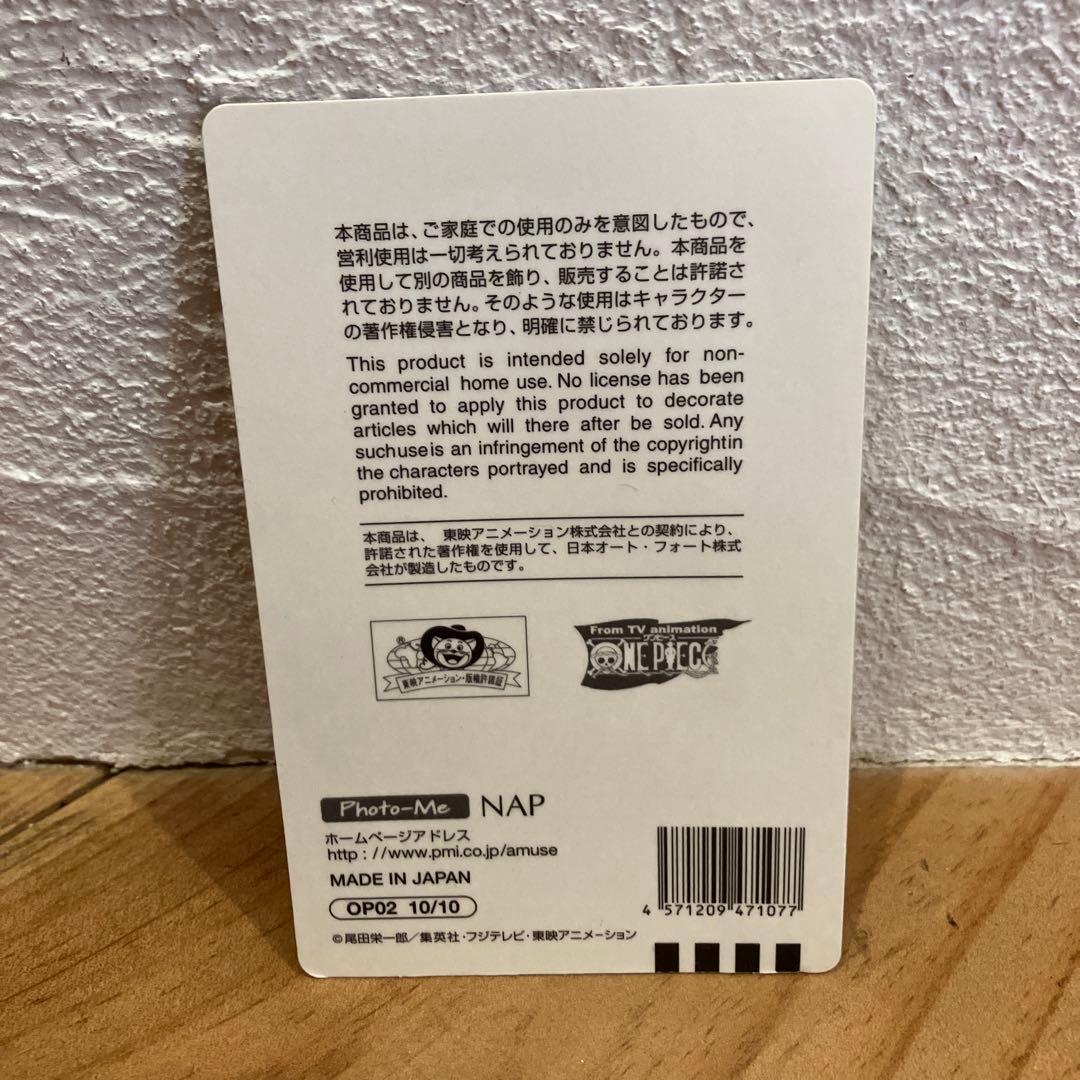 本商品は、ご家庭での使用のみを意図したもので、
営利使用は一切考えられておりません。本商品を
使用して別の商品を飾り、販売することは許諾さ
れておりません。そのような使用はキャラクター
の著作権侵害となり、明確に禁じられております。
This product is intended solely for non-
commercial home use. No license has been
granted to apply this product to decorate
articles which will there after be sold. Any
suchuse is an infringement of the copyrightin
the characters portrayed and is specifically
prohibited.
本商品は、 東映アニメーション株式会社との契約により、
許諾された著作権を使用して、日本オート・フォート株式
会社が製造したものです。
®
東映アニメーション・版権許諾証
From TV animation
ワンピース
ONE PIECE
Photo-Me NAP
ホームページアドレス
http://www.pmi.co.jp/amuse
MADE IN JAPAN
OP02 10/10
4 571209 471077
©尾田栄一郎／集英社・フジテレビ・東映アニメーション